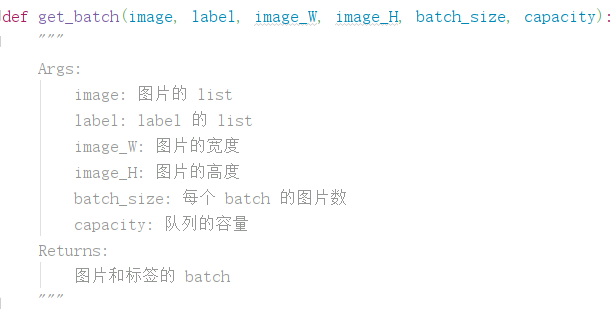 def get_batch(image, label, image_W, image_H, batch_size, capacity):
"""
Args:
image: 图片的 list
label: label 的 list
image_W: 图片的宽度
image_H: 图片的高度
batch_size: 每个 batch 的图片数
capacity: 队列的容量
Returns:
图片和标签的 batch
"""